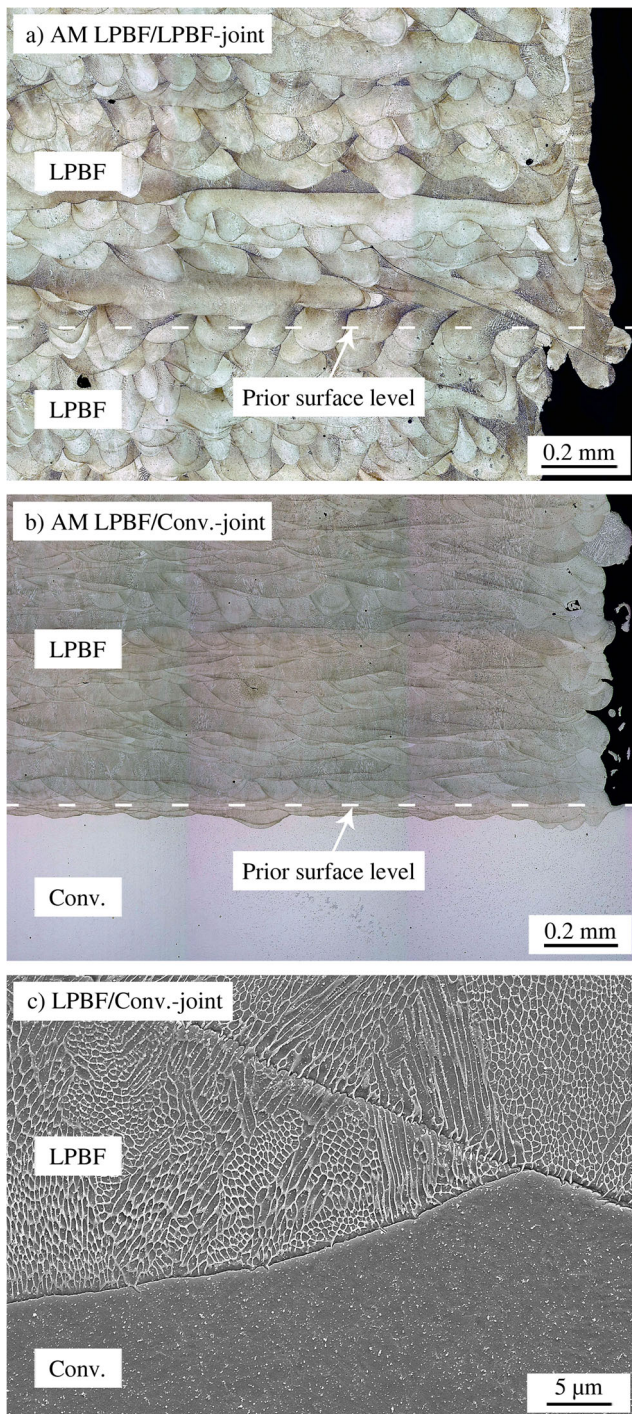 a) AM LPBF/LPBF-joint
LPBF
LPBF
Prior surface level
0.2 mm
b) AM LPBF/Conv.-joint
LPBF
Prior surface level
Conv.
0.2 mm
c) LPBF/Conv.-joint
LPBF
Conv.
5 µm